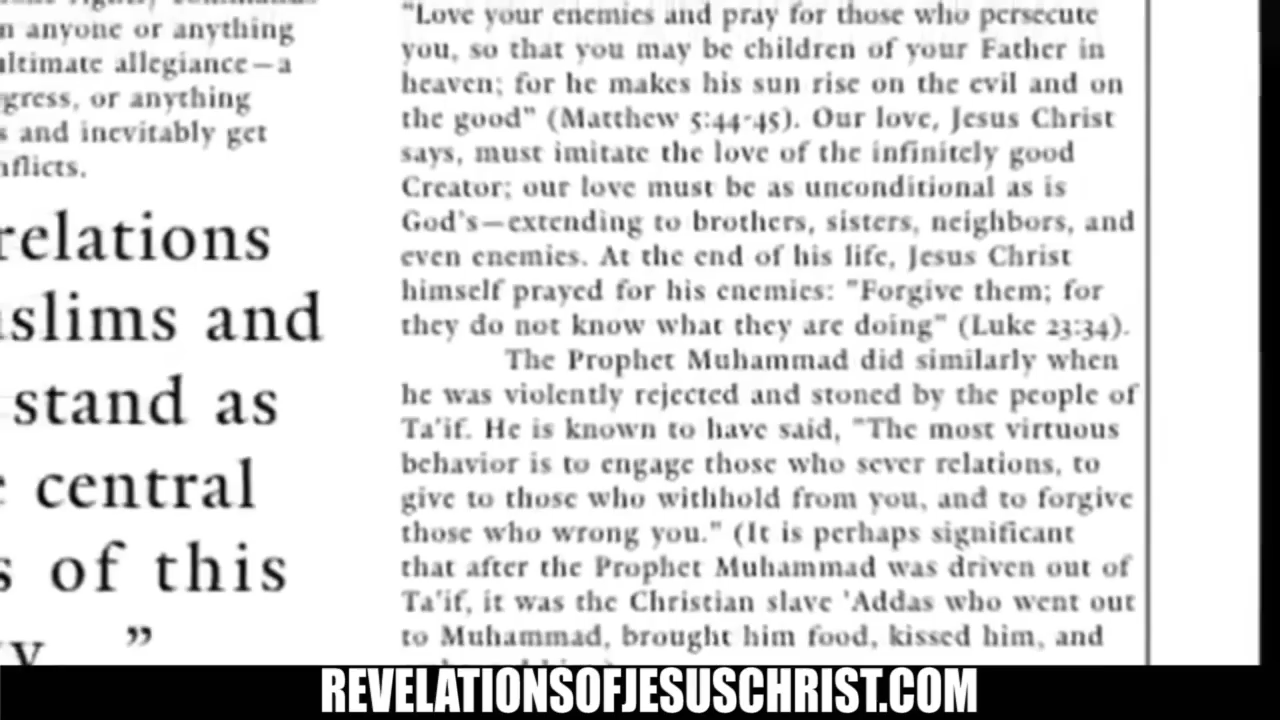 n anyone or anything
ultimate allegiance—a
gress, or anything
s and inevitably get
nflicts.
relations
uslims and
stand as
central
s of this
y..."
"Love your enemies and pray for those who persecute
you, so that you may be children of your Father in
heaven; for he makes his sun rise on the evil and on
the good" (Matthew 5:44-45). Our love, Jesus Christ
says, must imitate the love of the infinitely good
Creator; our love must be as unconditional as is
God's—extending to brothers, sisters, neighbors, and
even enemies. At the end of his life, Jesus Christ
himself prayed for his enemies: "Forgive them; for
they do not know what they are doing" (Luke 23:34).
The Prophet Muhammad did similarly when
he was violently rejected and stoned by the people of
Ta'if. He is known to have said, "The most virtuous
behavior is to engage those who sever relations, to
give to those who withhold from you, and to forgive
those who wrong you." (It is perhaps significant
that after the Prophet Muhammad was driven out of
Ta'if, it was the Christian slave 'Addas who went out
to Muhammad, brought him food, kissed him, and
REVELATIONSOFJESUSCHRIST.COM